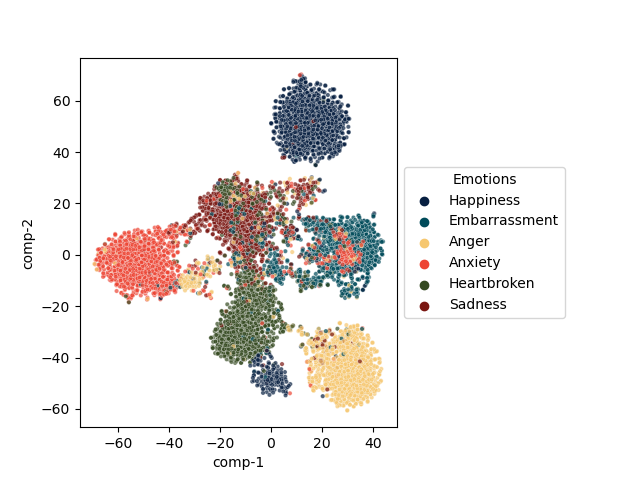 60
40
20
0
−20
−40
−60
comp-2
−60
−40
−20
0
20
40
comp-1
Emotions
Happiness
Embarrassment
Anger
Anxiety
Heartbroken
Sadness